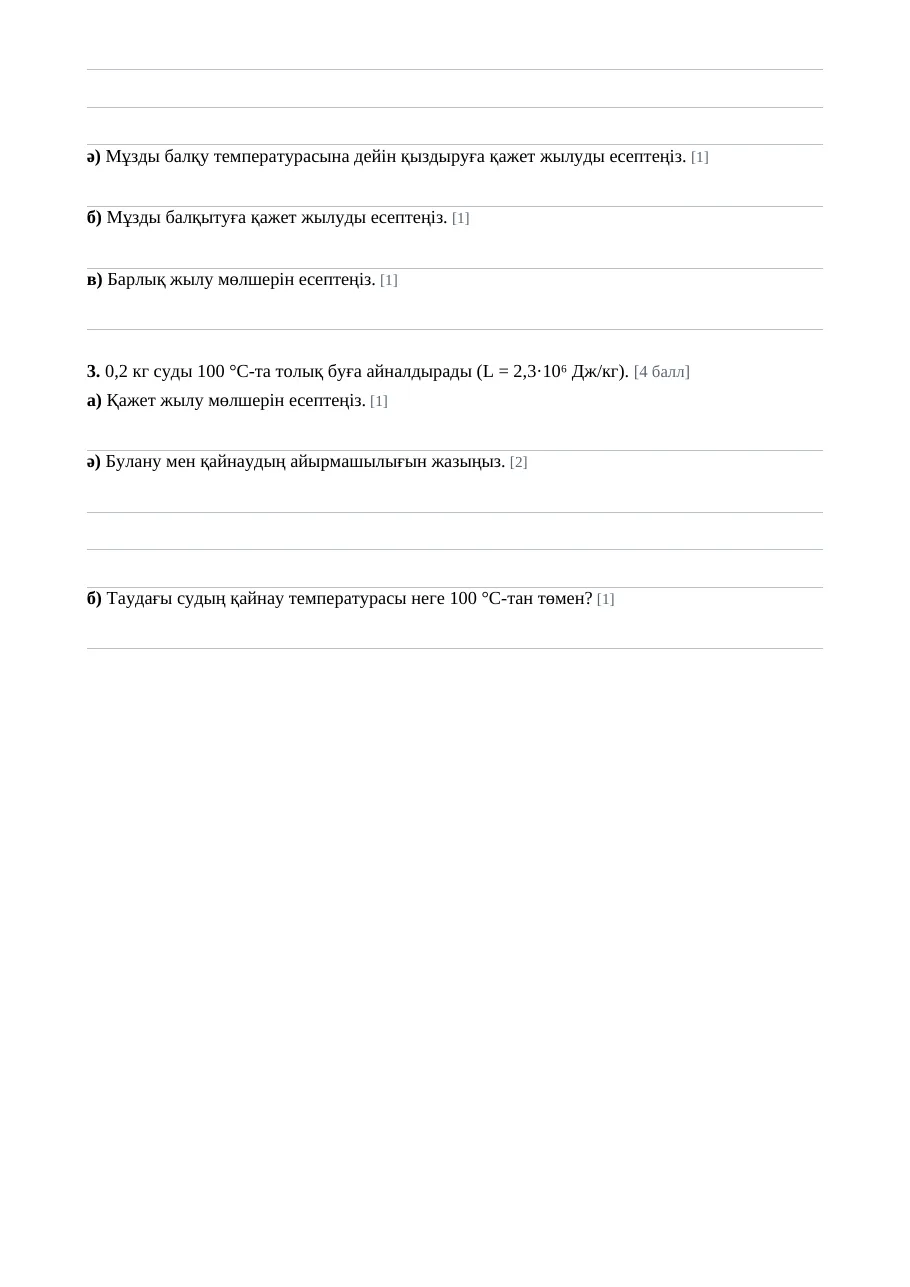 ә) Мұзды балқу температурасына дейін қыздыруға қажет жылуды есептеңіз. [1]
б) Мұзды балқытуға қажет жылуды есептеңіз. [1]
в) Барлық жылу мөлшерін есептеңіз. [1]
3. 0,2 кг суды 100 °C-та толық буға айналдырады (L = 2,3·10⁶ Дж/кг). [4 балл]
а) Қажет жылу мөлшерін есептеңіз. [1]
ә) Булану мен қайнаудың айырмашылығын жазыңыз. [2]
б) Таудағы судың қайнау температурасы неге 100 °C-тан төмен? [1]